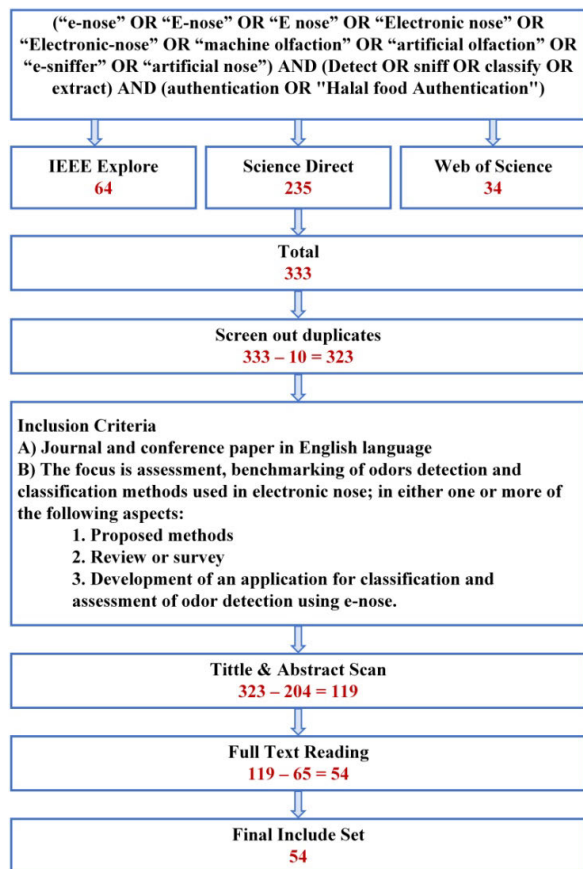 (“e-nose” OR “E-nose” OR “E nose” OR “Electronic nose” OR
“Electronic-nose” OR “machine olfaction” OR “artificial olfaction” OR
“e-sniffer” OR “artificial nose”) AND (Detect OR sniff OR classify OR
extract) AND (authentication OR "Halal food Authentication")
IEEE Explore
64
Science Direct
235
Web of Science
34
Total
333
Screen out duplicates
333 – 10 = 323
Inclusion Criteria
A) Journal and conference paper in English language
B) The focus is assessment, benchmarking of odors detection and
classification methods used in electronic nose; in either one or more of
the following aspects:
1. Proposed methods
2. Review or survey
3. Development of an application for classification and
assessment of odor detection using e-nose.
Tittle & Abstract Scan
323 – 204 = 119
Full Text Reading
119 – 65 = 54
Final Include Set
54